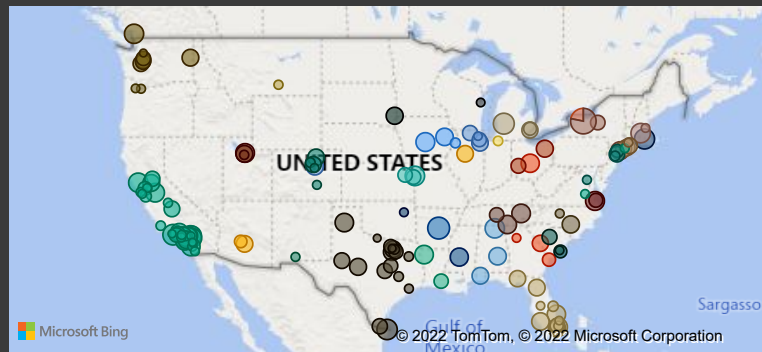 UNITED STATES
Sargasso
Gulf of
Mexico
Microsoft Bing
© 2022 TomTom, © 2022 Microsoft Corporation